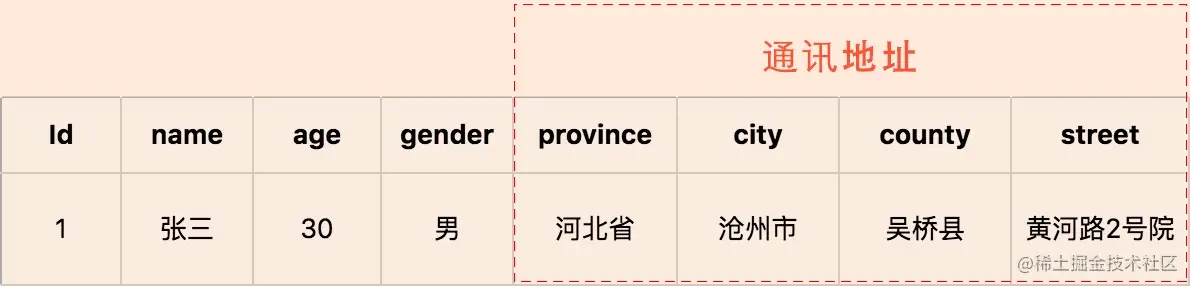 通讯地址
Id name age gender province city county street
1 张三 30 男 河北省 沧州市 吴桥县 黄河路2号院
@稀土掘金技术社区